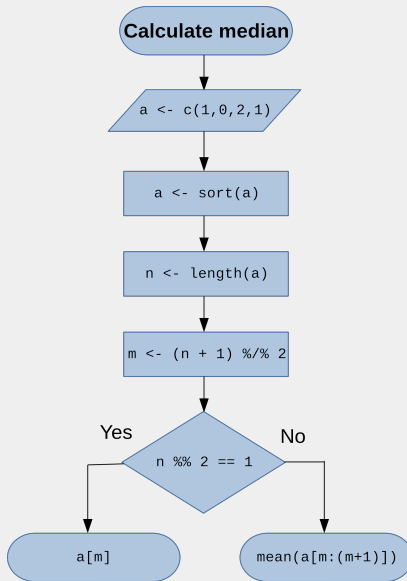 Calculate median
a <- c(1,0,2,1)
a <- sort(a)
n <- length(a)
m <- (n + 1) %/% 2
Yes
No
n %% 2 == 1
a[m]
mean(a[m:(m+1)])